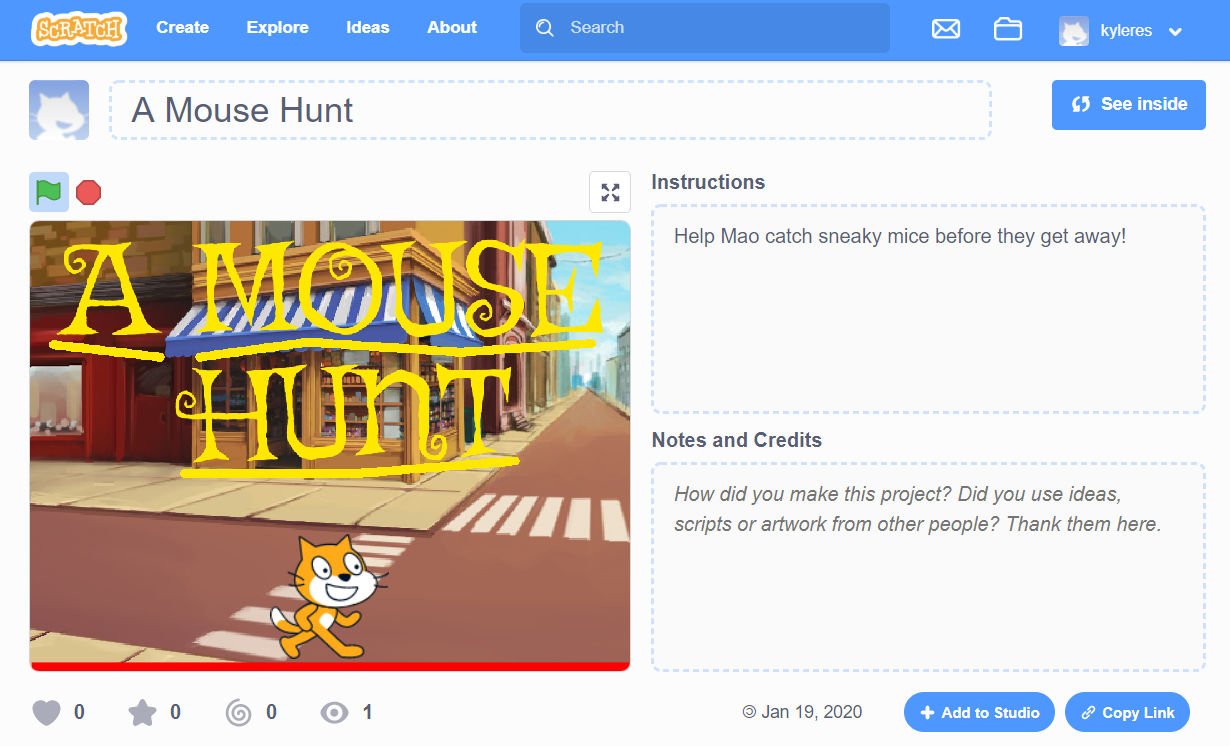 SCRATCH Create Explore Ideas About Search kyleres
A Mouse Hunt
See inside
A MOUSE
HUNT
Instructions
Help Mao catch sneaky mice before they get away!
Notes and Credits
How did you make this project? Did you use ideas,
scripts or artwork from other people? Thank them here.
0 0 0 1
© Jan 19, 2020 Add to Studio Copy Link